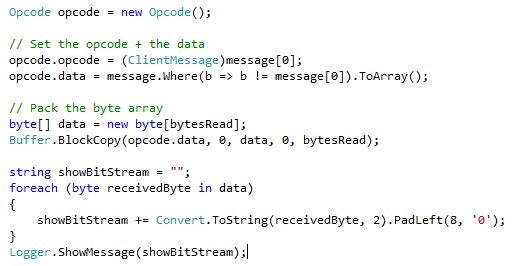 Opcode opcode = new Opcode();
// Set the opcode + the data
opcode.opcode = (ClientMessage)message[0];
opcode.data = message.Where(b => b != message[0]).ToArray();
// Pack the byte array
byte[] data = new byte[bytesRead];
Buffer.BlockCopy(opcode.data, 0, data, 0, bytesRead);
string showBitStream = "";
foreach (byte receivedByte in data)
{
showBitStream += Convert.ToString(receivedByte, 2).PadLeft(8, '0');
}
Logger.ShowMessage(showBitStream);